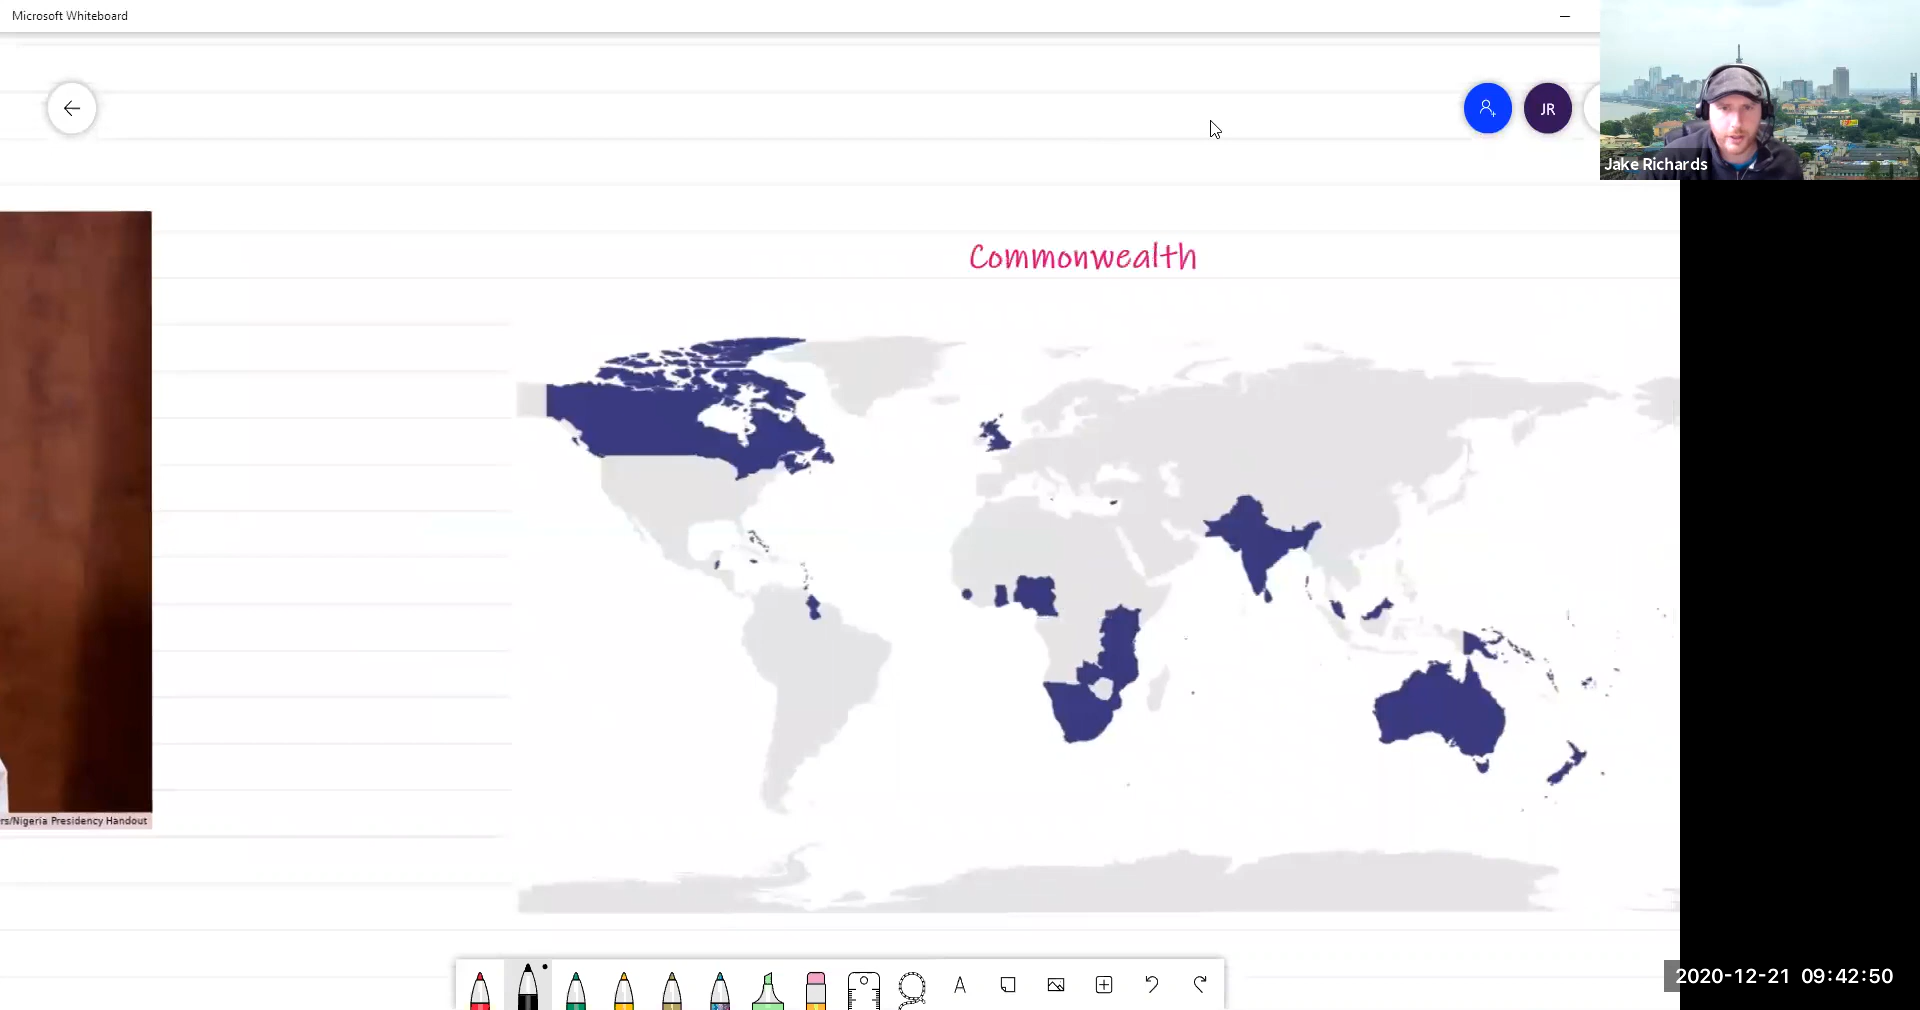 Microsoft Whiteboard
JR
Jake Richards
Commonwealth
rs/Nigeria Presidency Handout
A
2020-12-21 09:42:50